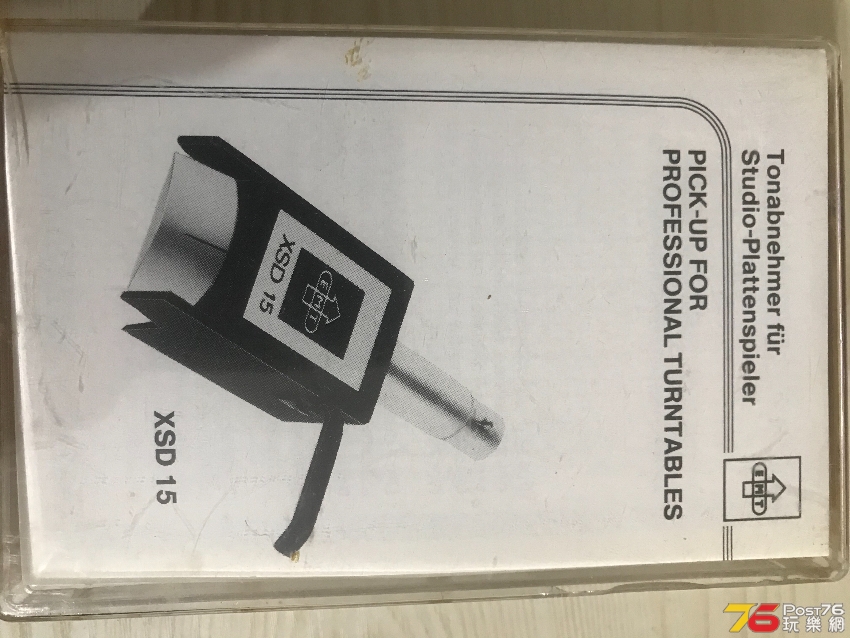 Tonabnehmer für
Studio-Plattenspieler
EMT
PICK-UP FOR
PROFESSIONAL TURNTABLES
EMT
XSD 15
XSD 15
76 Post76
玩樂網